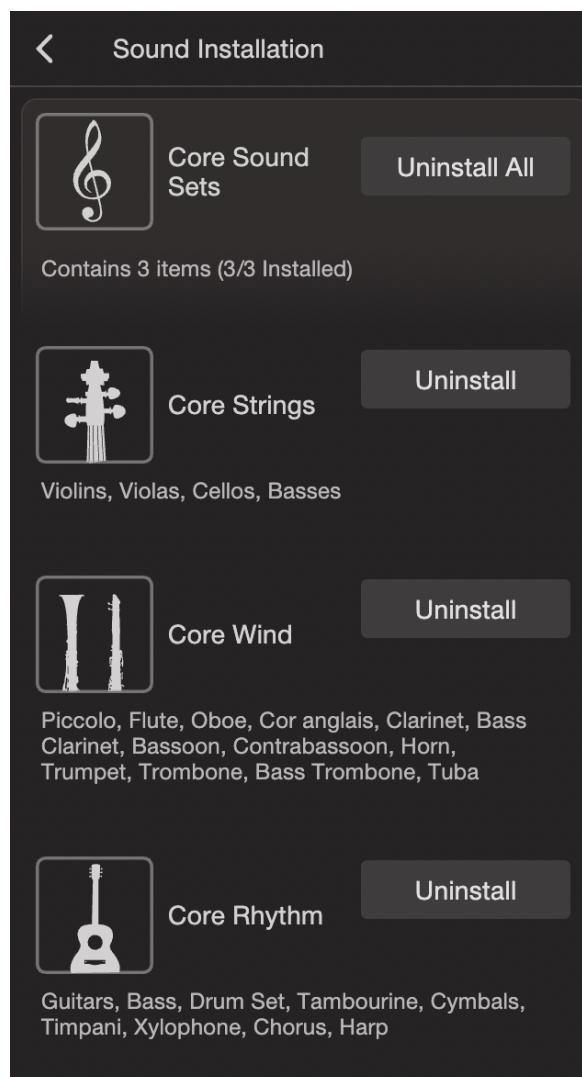 Sound Installation
Core Sound
Sets
Uninstall All
Contains 3 items (3/3 Installed)
Core Strings
Uninstall
Violins, Violas, Cellos, Basses
Core Wind
Uninstall
Piccolo, Flute, Oboe, Cor anglais, Clarinet, Bass
Clarinet, Bassoon, Contrabassoon, Horn,
Trumpet, Trombone, Bass Trombone, Tuba
Core Rhythm
Uninstall
Guitars, Bass, Drum Set, Tambourine, Cymbals,
Timpani, Xylophone, Chorus, Harp